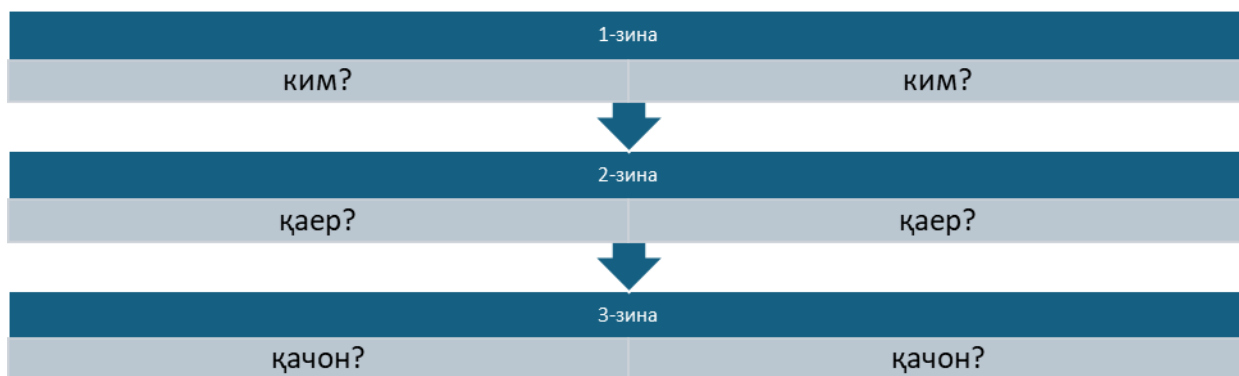 1-зина
ким? ким?
2-зина
қаер? қаер?
3-зина
қачон? қачон?